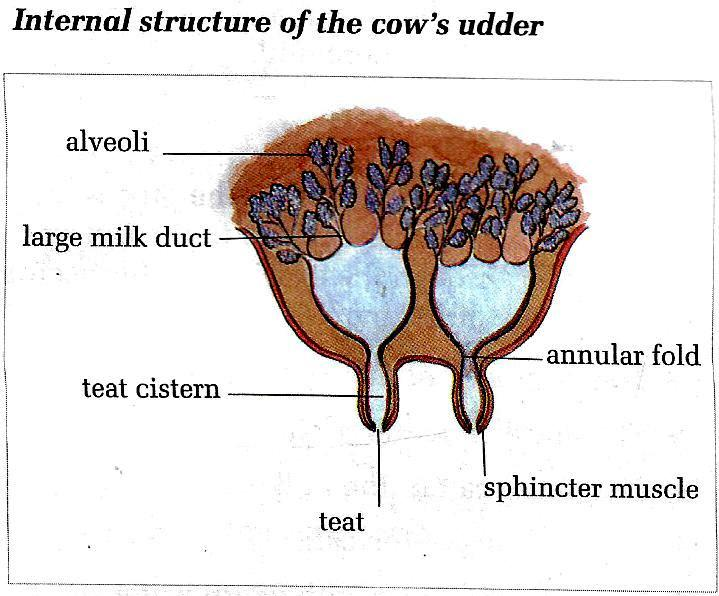 Internal structure of the cow's udder
alveoli
large milk duct
annular fold
teat cistern
sphincter muscle
teat